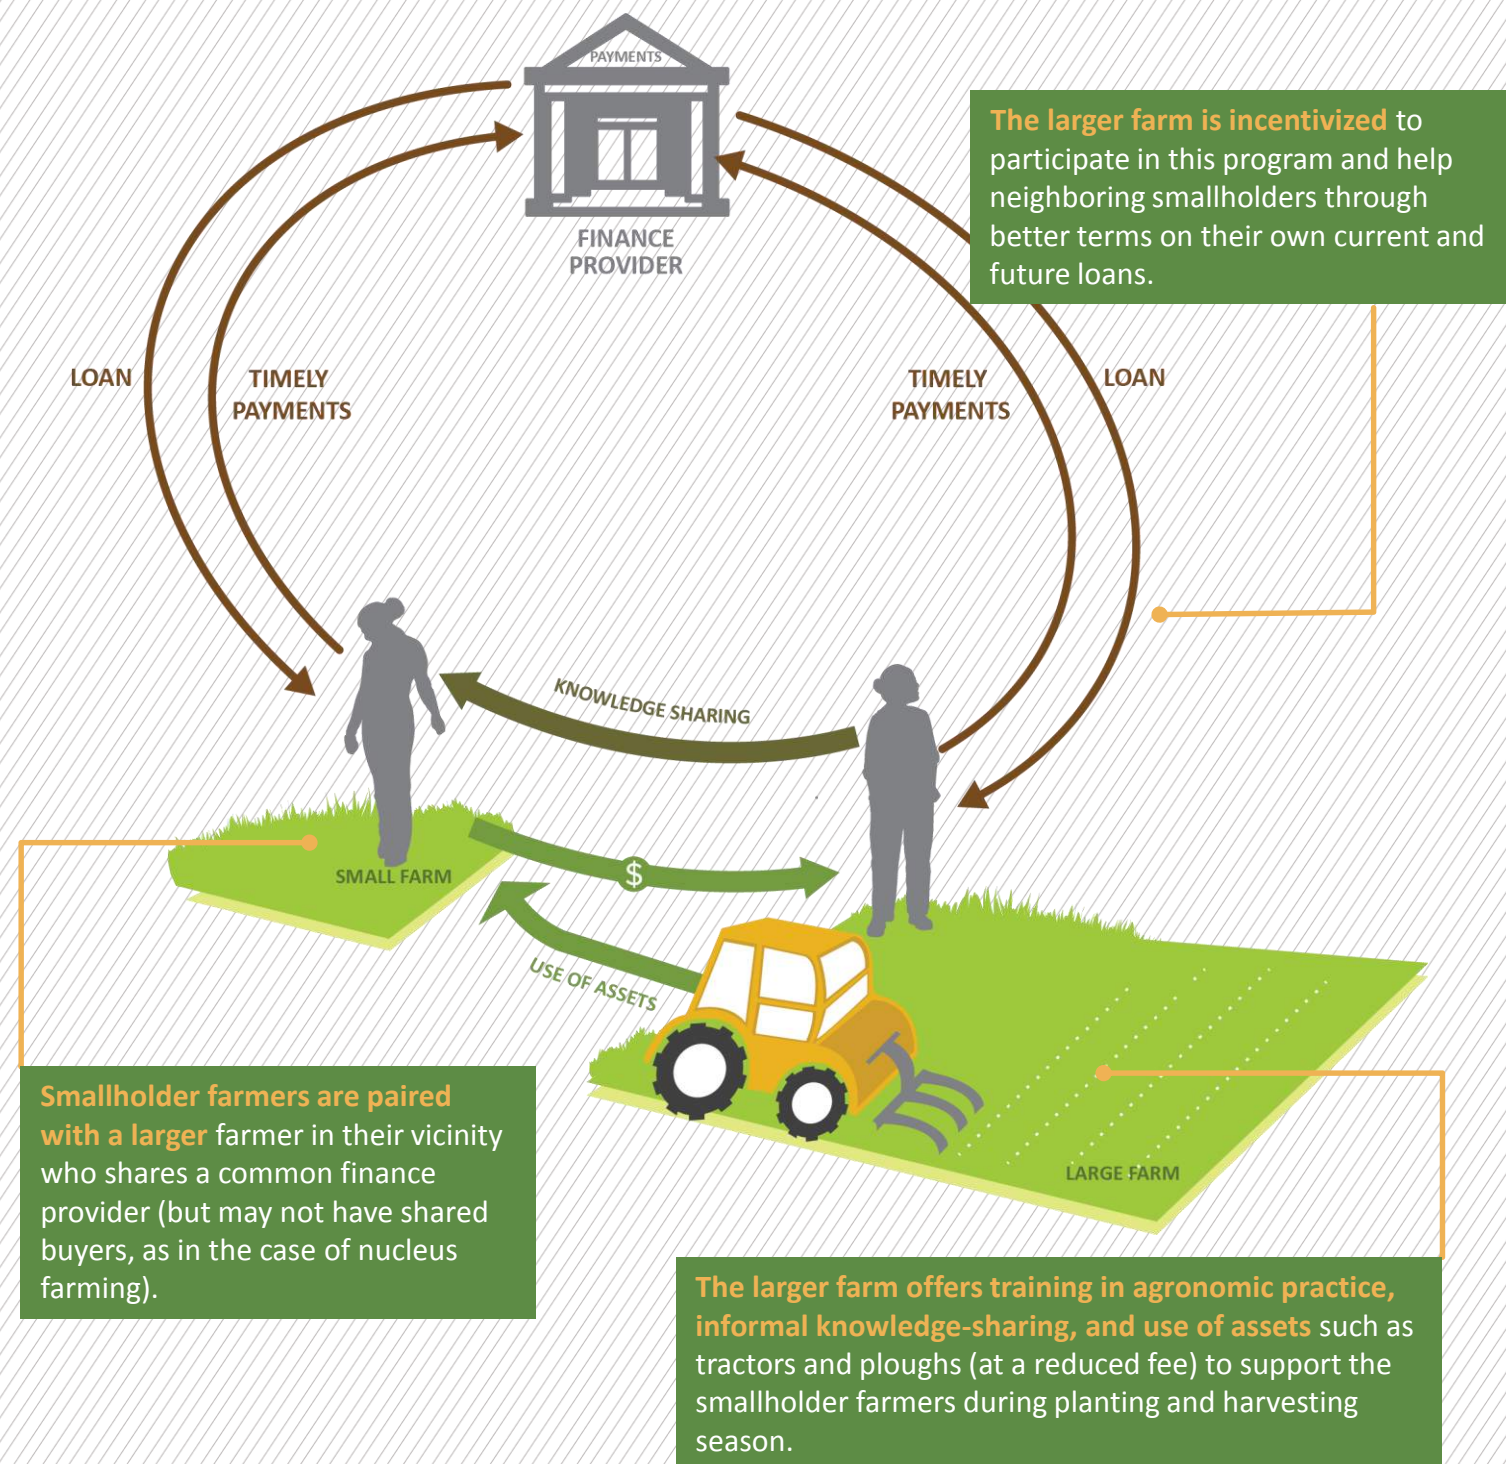 PAYMENTS
FINANCE
PROVIDER
The larger farm is incentivized to
participate in this program and help
neighboring smallholders through
better terms on their own current and
future loans.
LOAN
TIMELY
PAYMENTS
TIMELY
PAYMENTS
LOAN
KNOWLEDGE SHARING
SMALL FARM
$
USE OF ASSETS
Smallholder farmers are paired
with a larger farmer in their vicinity
who shares a common finance
provider (but may not have shared
buyers, as in the case of nucleus
farming).
LARGE FARM
The larger farm offers training in agronomic practice,
informal knowledge-sharing, and use of assets such as
tractors and ploughs (at a reduced fee) to support the
smallholder farmers during planting and harvesting
season.